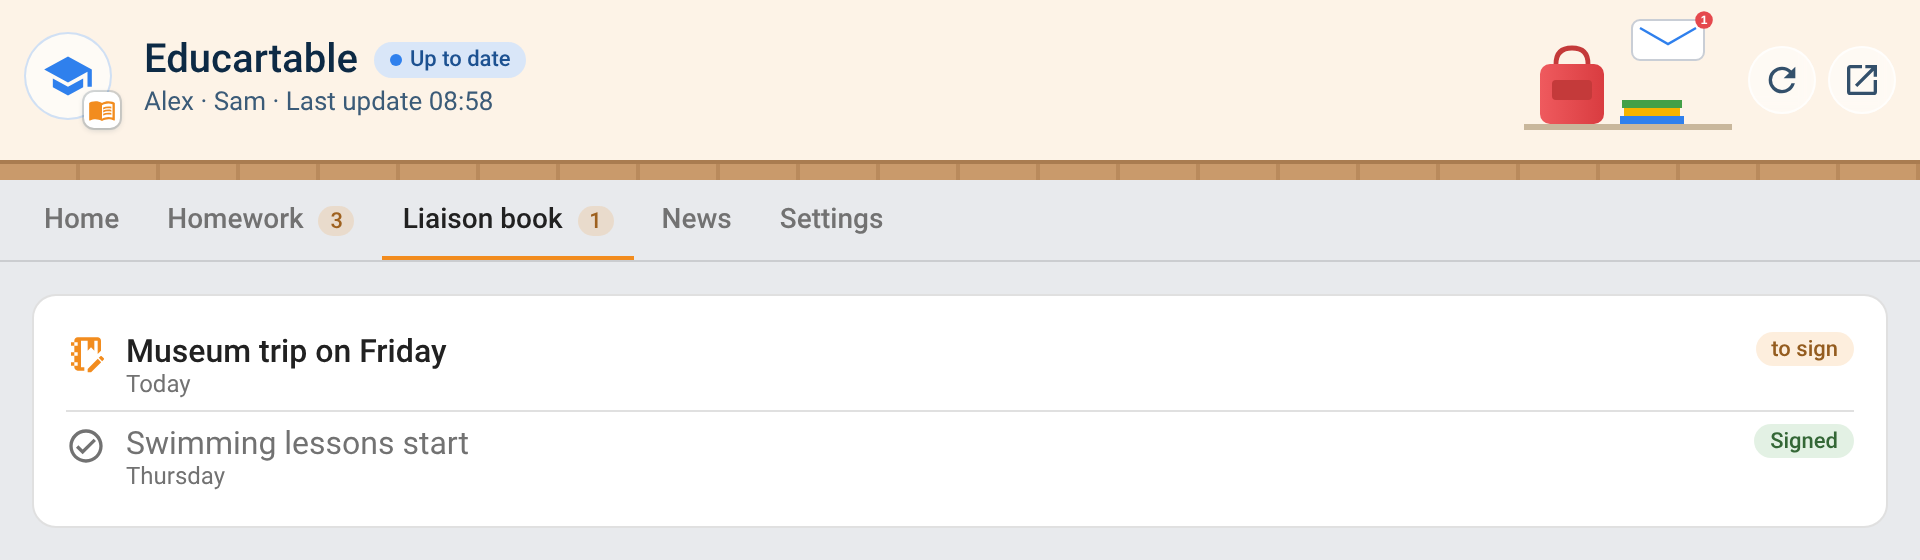 Educartable
Up to date
Alex · Sam · Last update 08:58
1
Home
Homework 3
Liaison book 1
News
Settings
Museum trip on Friday
to sign
Today
Swimming lessons start
Signed
Thursday